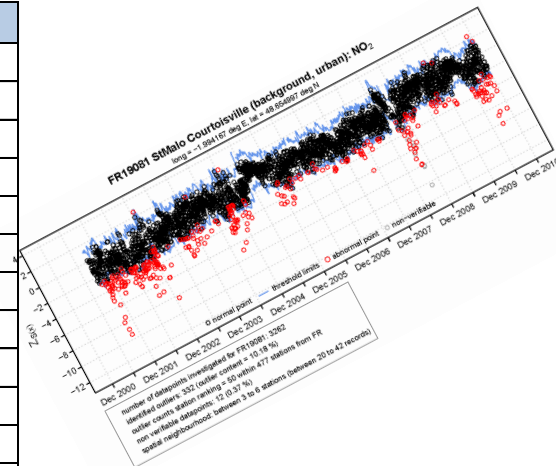 FR19081 StMalo Courtoisville (background, urban): NO2
long = −1.994167 deg E, lat = 48.654997 deg N
4
2
0
−2
−4
−6
−8
−10
−12
Z-s(x)
normal point
threshold limits
abnormal point
non-verifiable
Dec 2000
Dec 2001
Dec 2002
Dec 2003
Dec 2004
Dec 2005
Dec 2006
Dec 2007
Dec 2008
Dec 2009
Dec 2010
number of datapoints investigated for FR19081: 3262
identified outliers: 332 (outlier content = 10.18 %)
outlier counts station ranking = 50 within 477 stations from FR
non verifiable datapoints: 12 (0.37 %)
spatial neighbourhood: between 3 to 6 stations (between 20 to 42 records)